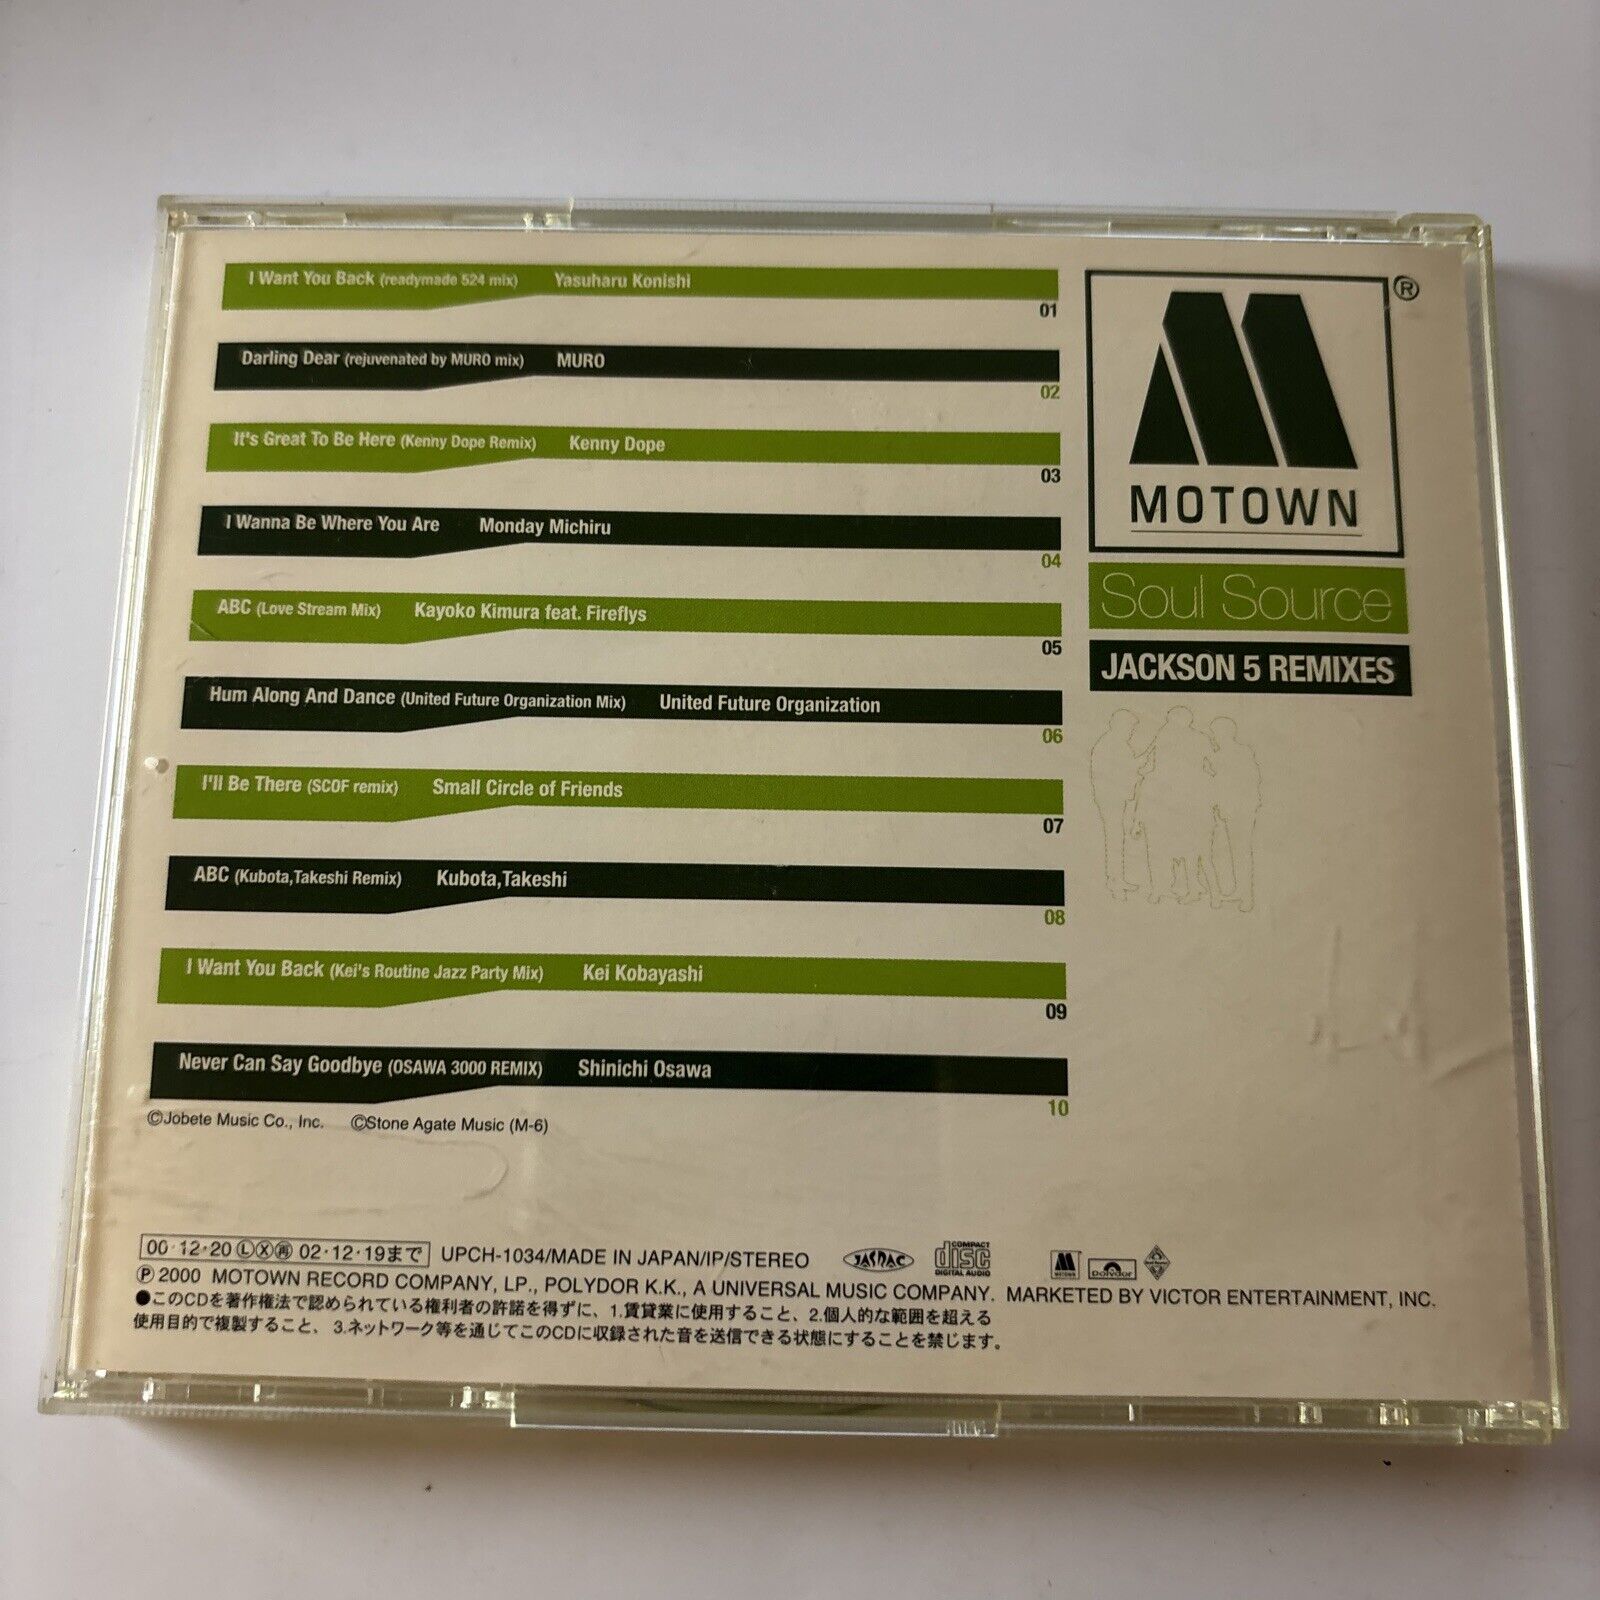 I Want You Back (readymade 524 mix) Yasuharu Konishi
01
Darling Dear (rejuvenated by MURO mix) MURO
02
It's Great To Be Here (Kenny Dope Remix) Kenny Dope
03
I Wanna Be Where You Are Monday Michiru
04
ABC (Love Stream Mix) Kayoko Kimura feat. Fireflys
05
Hum Along And Dance (United Future Organization Mix) United Future Organization
06
I'll Be There (SCOF remix) Small Circle of Friends
07
ABC (Kubota,Takeshi Remix) Kubota,Takeshi
08
I Want You Back (Kei's Routine Jazz Party Mix) Kei Kobayashi
09
Never Can Say Goodbye (OSAWA 3000 REMIX) Shinichi Osawa
10
©Jobete Music Co., Inc. ©Stone Agate Music (M-6)
®
MOTOWN
Soul Source
JACKSON 5 REMIXES
00·12·20ⓁⓍ㊢ 02·12·19まで UPCH-1034/MADE IN JAPAN/IP/STEREO JASRAC COMPACT disc DIGITAL AUDIO MOTOWN Polydor
℗2000 MOTOWN RECORD COMPANY, LP., POLYDOR K.K., A UNIVERSAL MUSIC COMPANY. MARKETED BY VICTOR ENTERTAINMENT, INC.
●このCDを著作権法で認められている権利者の許諾を得ずに、1.賃貸業に使用すること、2.個人的な範囲を超える
使用目的で複製すること、3.ネットワーク等を通じてこのCDに収録された音を送信できる状態にすることを禁じます。